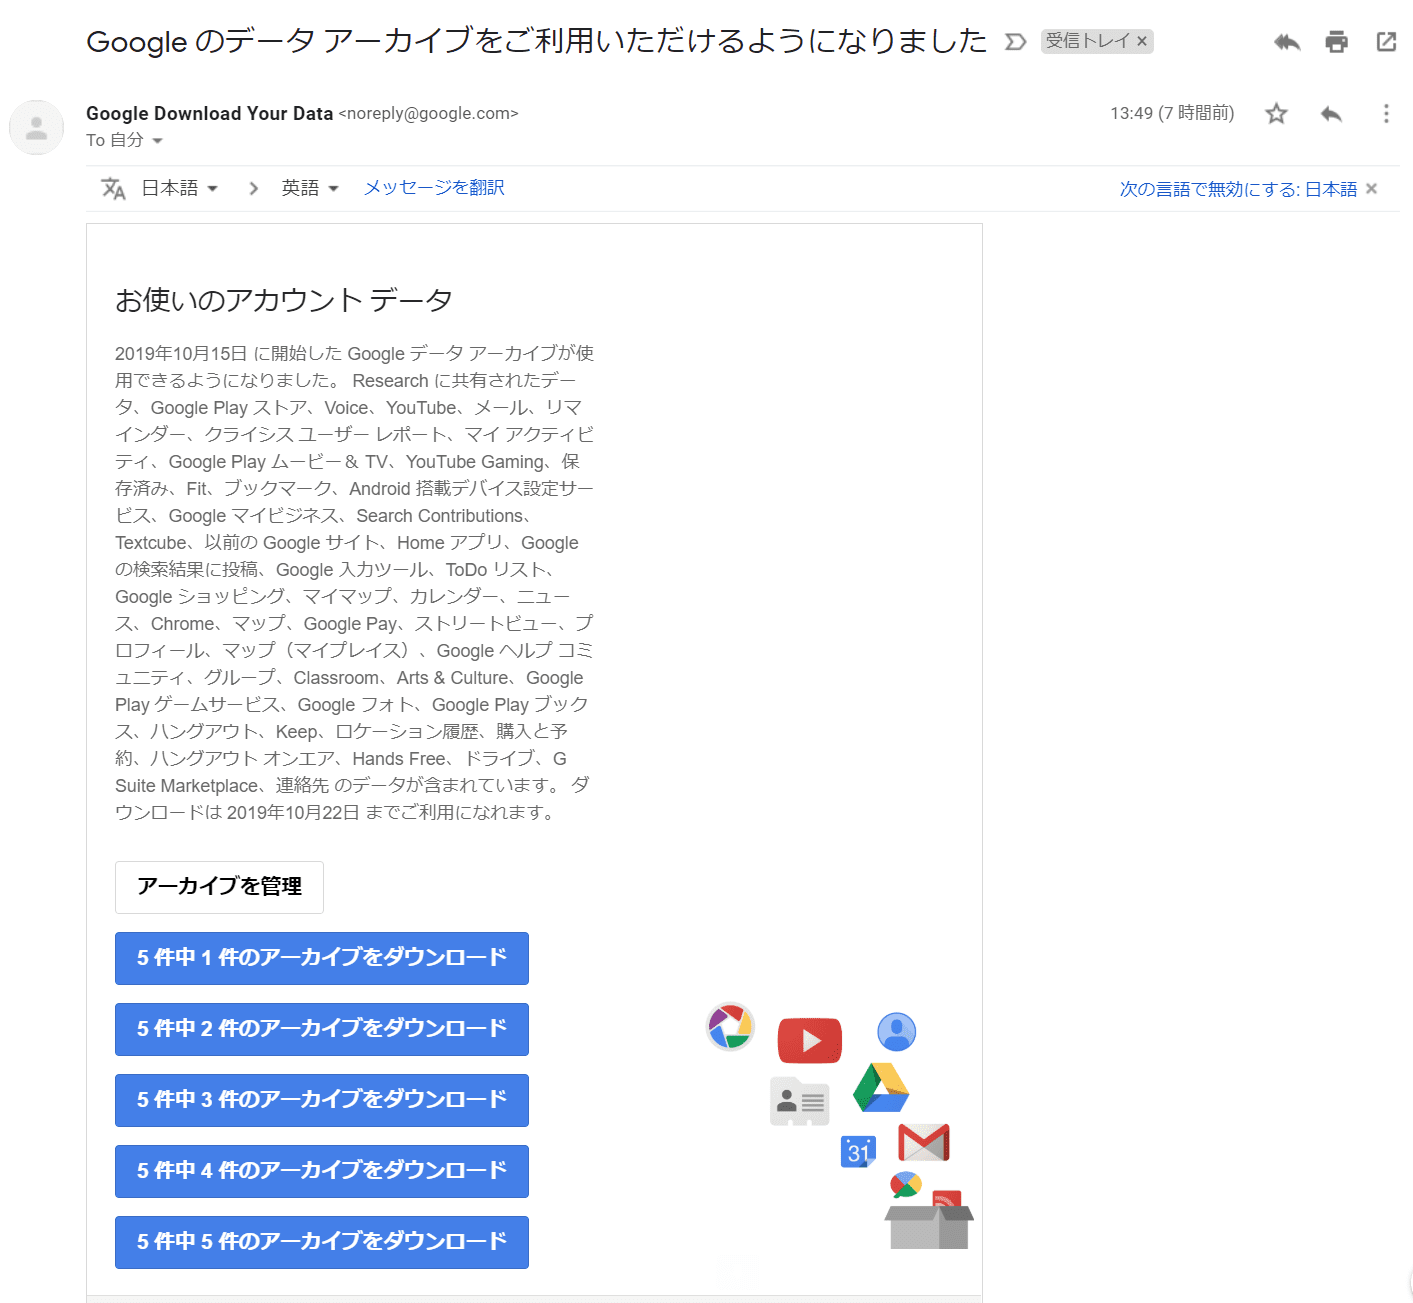 Google のデータ アーカイブをご利用いただけるようになりました 受信トレイ ×
Google Download Your Data <noreply@google.com> 13:49 (7 時間前)
To 自分
日本語 英語 メッセージを翻訳 次の言語で無効にする: 日本語 ×
お使いのアカウント データ
2019年10月15日 に開始した Google データ アーカイブが使
用できるようになりました。 Research に共有されたデー
タ、Google Play ストア、Voice、YouTube、メール、リマ
インダー、クライシス ユーザー レポート、マイ アクティビ
ティ、Google Play ムービー＆ TV、YouTube Gaming、保
存済み、Fit、ブックマーク、Android 搭載デバイス設定サー
ビス、Google マイビジネス、Search Contributions、
Textcube、以前の Google サイト、Home アプリ、Google
の検索結果に投稿、Google 入力ツール、ToDo リスト、
Google ショッピング、マイマップ、カレンダー、ニュー
ス、Chrome、マップ、Google Pay、ストリートビュー、プ
ロフィール、マップ（マイプレイス）、Google ヘルプ コミ
ュニティ、グループ、Classroom、Arts & Culture、Google
Play ゲームサービス、Google フォト、Google Play ブック
ス、ハングアウト、Keep、ロケーション履歴、購入と予
約、ハングアウト オンエア、Hands Free、ドライブ、G
Suite Marketplace、連絡先 のデータが含まれています。 ダ
ウンロードは 2019年10月22日 までご利用になれます。
アーカイブを管理
5 件中 1 件のアーカイブをダウンロード
5 件中 2 件のアーカイブをダウンロード
5 件中 3 件のアーカイブをダウンロード
5 件中 4 件のアーカイブをダウンロード
5 件中 5 件のアーカイブをダウンロード
31